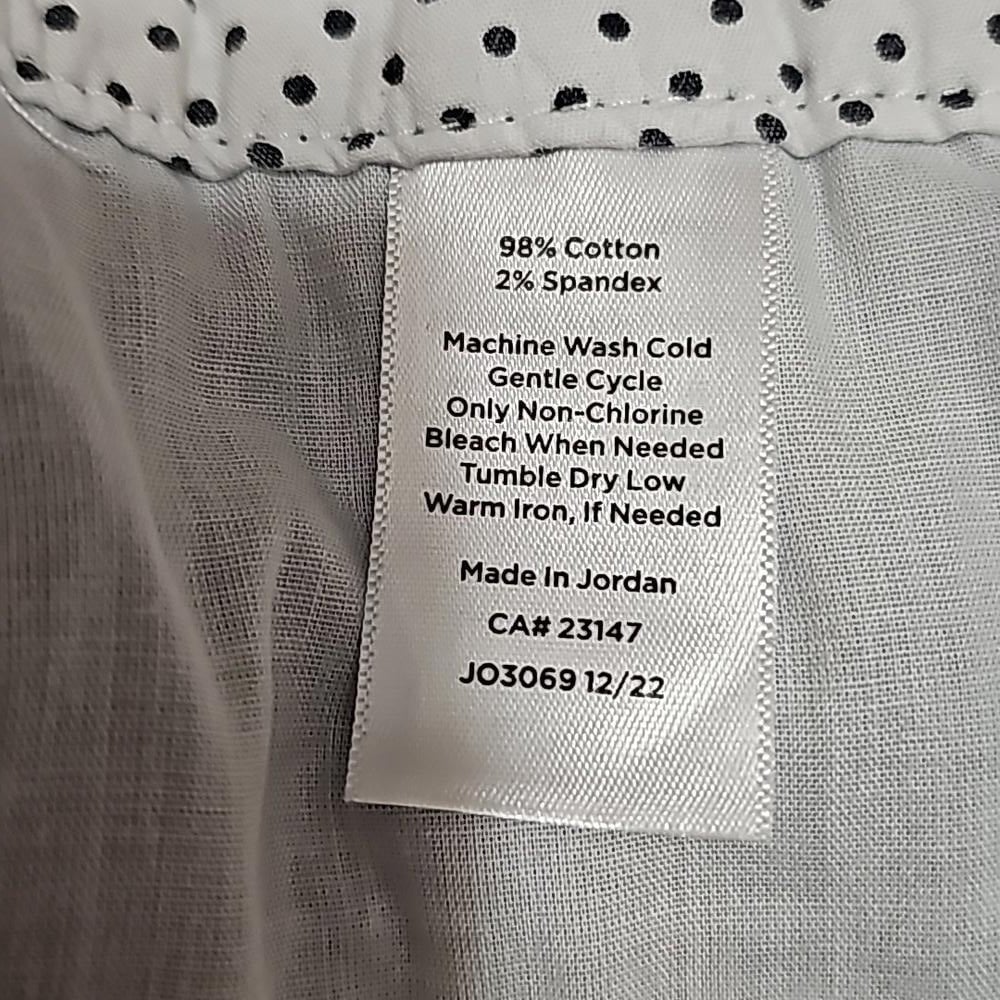 98% Cotton
2% Spandex
Machine Wash Cold
Gentle Cycle
Only Non-Chlorine
Bleach When Needed
Tumble Dry Low
Warm Iron, If Needed
Made In Jordan
CA# 23147
JO3069 12/22